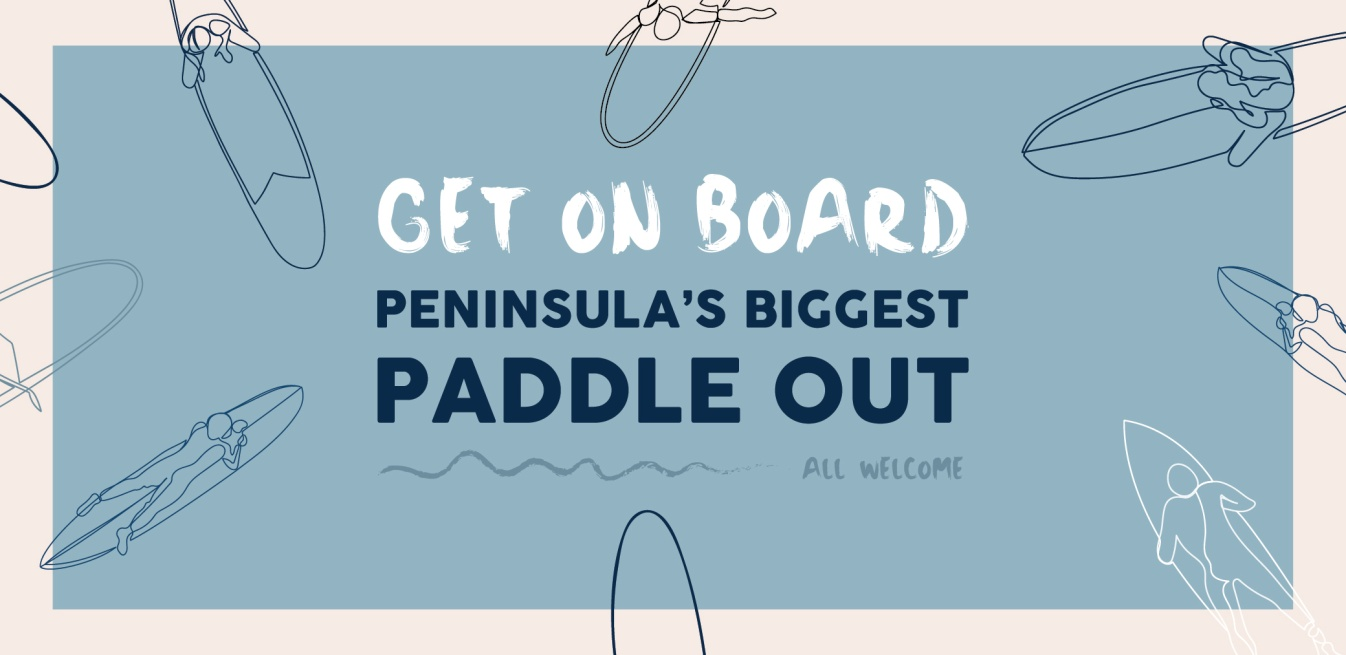 GET ON BOARD
PENINSULA'S BIGGEST
PADDLE OUT
ALL WELCOME